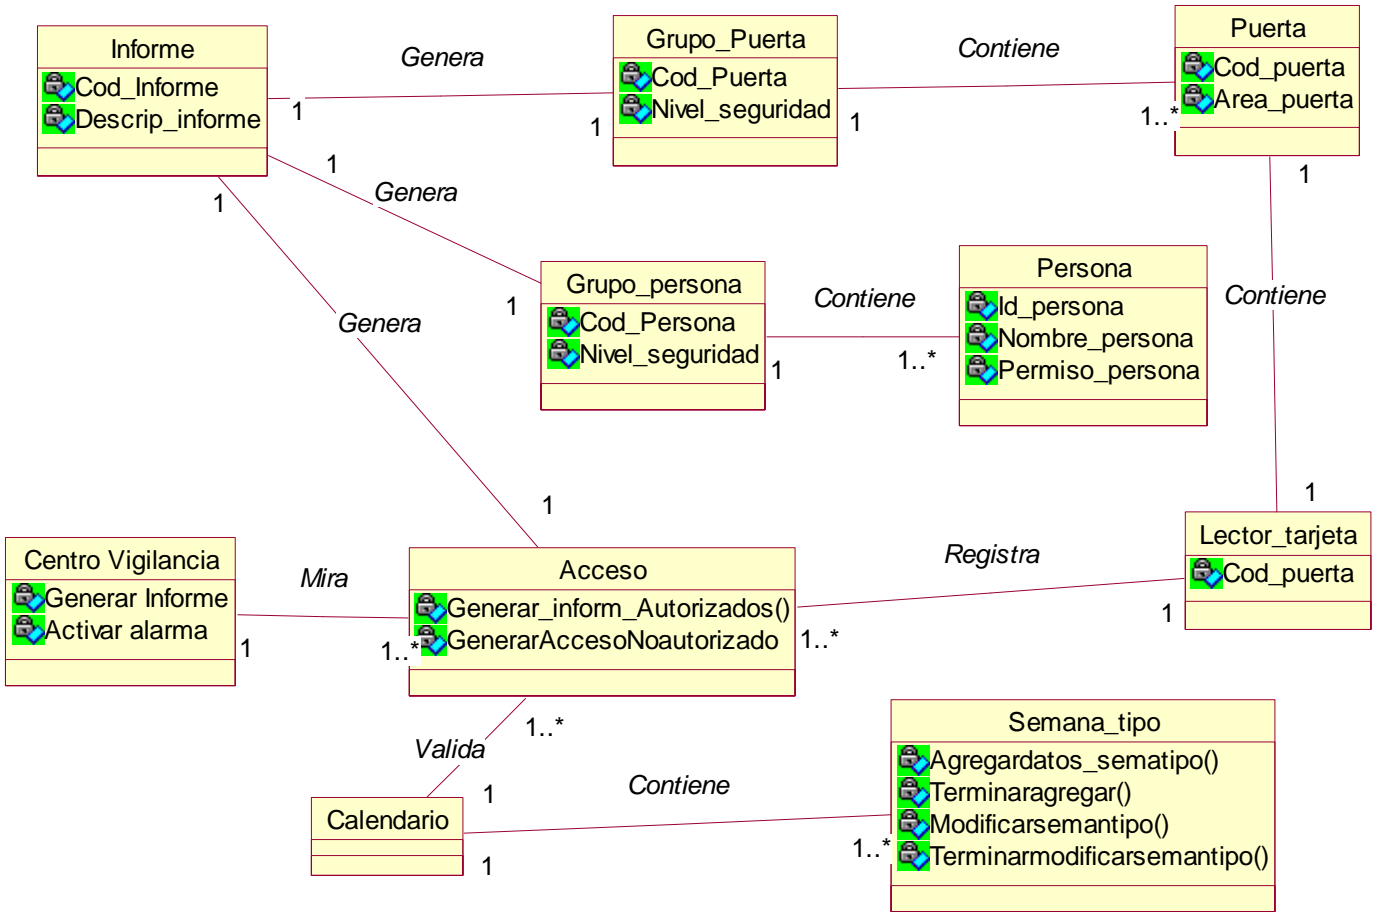 Informe
Cod_Informe
Descrip_informe
Genera
1
1
Grupo_Puerta
Cod_Puerta
Nivel_seguridad
Contiene
1
1..*
Puerta
Cod_puerta
Area_puerta
1
Genera
1
1
Genera
1
1
Grupo_persona
Cod_Persona
Nivel_seguridad
Contiene
1
1..*
Persona
Id_persona
Nombre_persona
Permiso_persona
Contiene
1
1
Lector_tarjeta
Cod_puerta
Centro Vigilancia
Generar Informe
Activar alarma
Mira
1
1..*
Acceso
Generar_inform_Autorizados()
GenerarAccesoNoautorizado
Registra
1..*
1
Valida
1..*
1
Calendario
Contiene
1
1..*
Semana_tipo
Agregardatos_sematipo()
Terminaragregar()
Modificarsemantipo()
Terminarmodificarsemantipo()